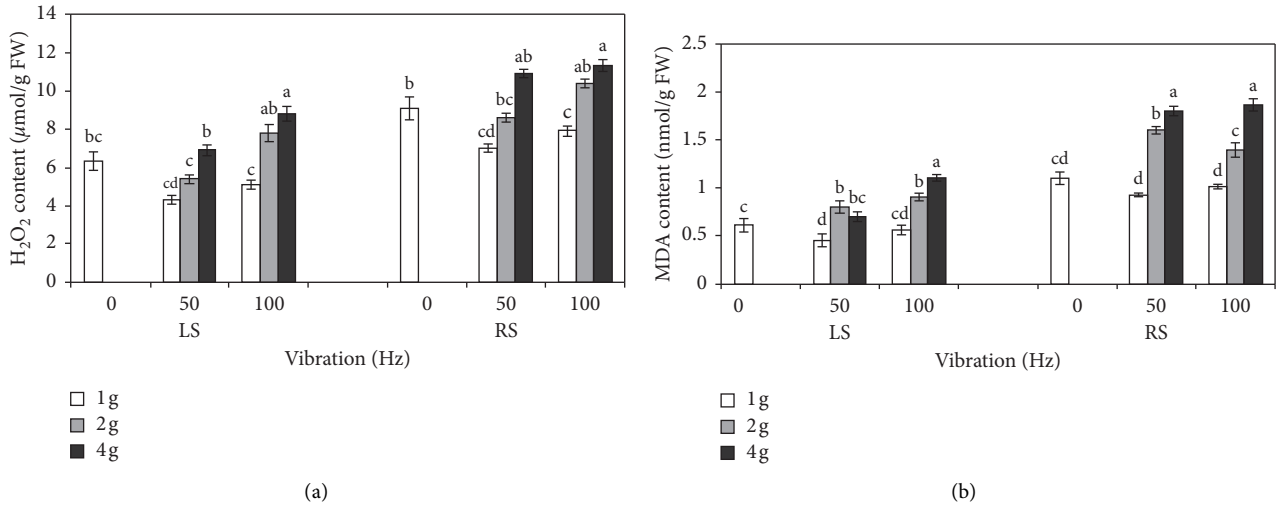 H₂O₂ content (μmol/g FW)
14
12
10
8
6
4
2
0
bc
cd
c
b
c
ab
a
b
cd
bc
ab
c
ab
a
0
50
100
0
50
100
LS
RS
Vibration (Hz)
1 g
2 g
4 g
(a)
MDA content (nmol/g FW)
2.5
2
1.5
1
0.5
0
c
d
b
bc
cd
b
a
cd
d
b
a
d
c
a
0
50
100
0
50
100
LS
RS
Vibration (Hz)
1 g
2 g
4 g
(b)